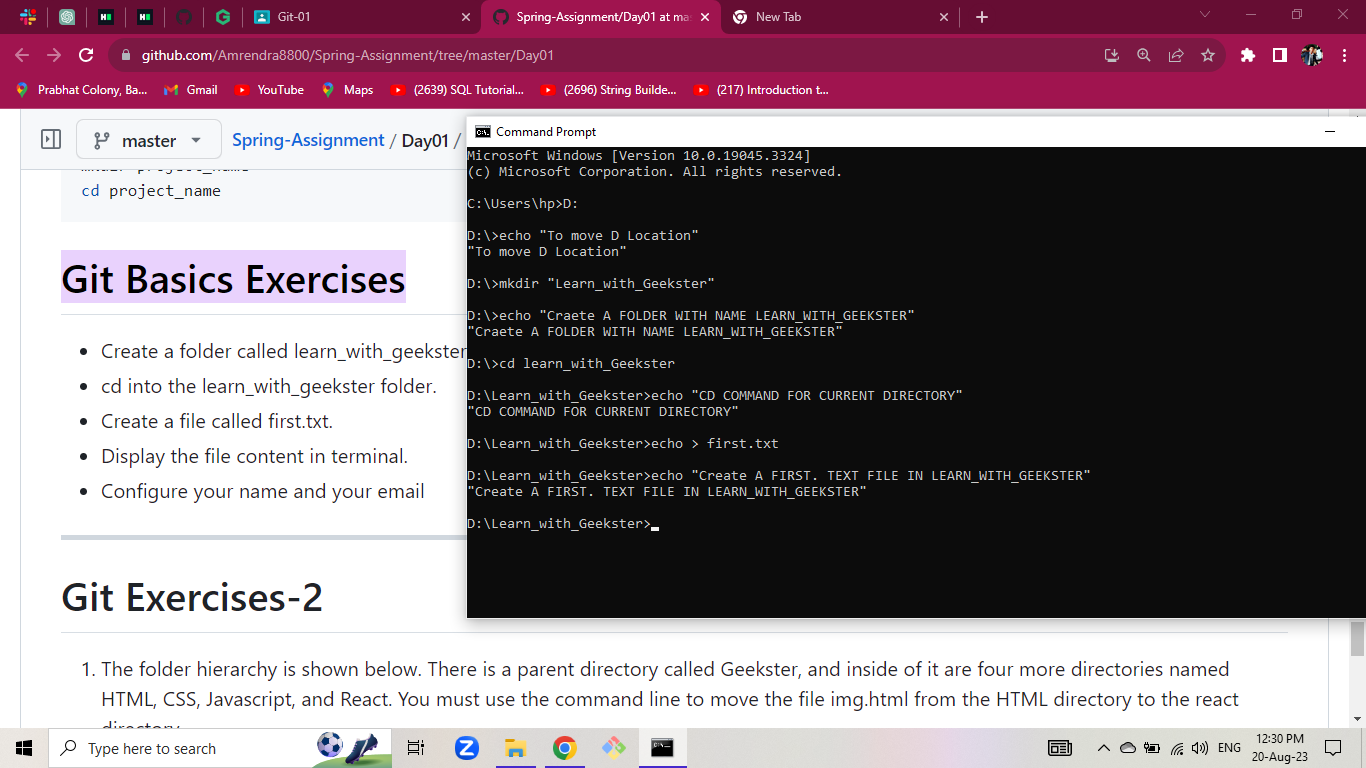 Git-01
Spring-Assignment/Day01 at mas
New Tab
github.com/Amrendra8800/Spring-Assignment/tree/master/Day01
Prabhat Colony, Ba...
Gmail
YouTube
Maps
(2639) SQL Tutorial...
(2696) String Builde...
(217) Introduction t...
master
Spring-Assignment / Day01 /
mkdir project_name
cd project_name
Git Basics Exercises
Create a folder called learn_with_geekster
cd into the learn_with_geekster folder.
Create a file called first.txt.
Display the file content in terminal.
Configure your name and your email
Command Prompt
Microsoft Windows [Version 10.0.19045.3324]
(c) Microsoft Corporation. All rights reserved.
C:\Users\hp>D:
D:\>echo "To move D Location"
"To move D Location"
D:\>mkdir "Learn_with_Geekster"
D:\>echo "Craete A FOLDER WITH NAME LEARN_WITH_GEEKSTER"
"Craete A FOLDER WITH NAME LEARN_WITH_GEEKSTER"
D:\>cd learn_with_Geekster
D:\Learn_with_Geekster>echo "CD COMMAND FOR CURRENT DIRECTORY"
"CD COMMAND FOR CURRENT DIRECTORY"
D:\Learn_with_Geekster>echo > first.txt
D:\Learn_with_Geekster>echo "Create A FIRST. TEXT FILE IN LEARN_WITH_GEEKSTER"
"Create A FIRST. TEXT FILE IN LEARN_WITH_GEEKSTER"
D:\Learn_with_Geekster>
Git Exercises-2
1. The folder hierarchy is shown below. There is a parent directory called Geekster, and inside of it are four more directories named
HTML, CSS, Javascript, and React. You must use the command line to move the file img.html from the HTML directory to the react
directory
Type here to search
ENG
12:30 PM
20-Aug-23